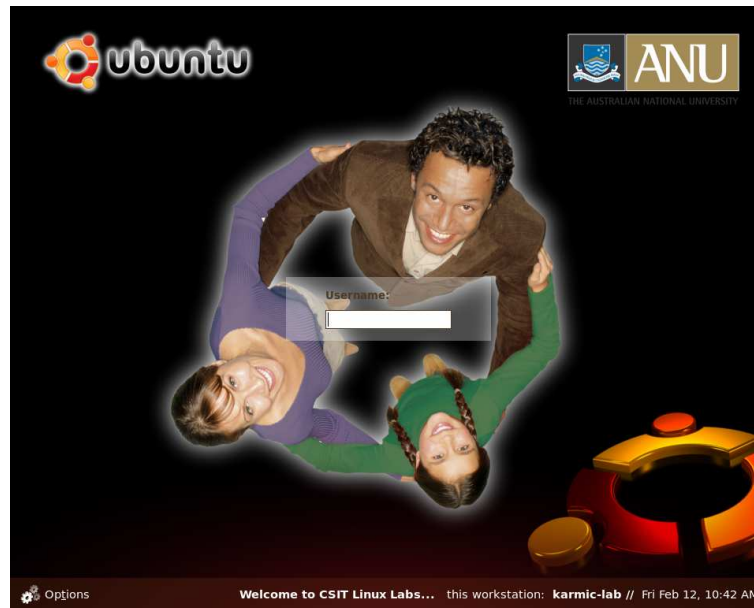 ubuntu
ANU
THE AUSTRALIAN NATIONAL UNIVERSITY
Username:
Options
Welcome to CSIT Linux Labs... this workstation: karmic-lab // Fri Feb 12, 10:42 AM